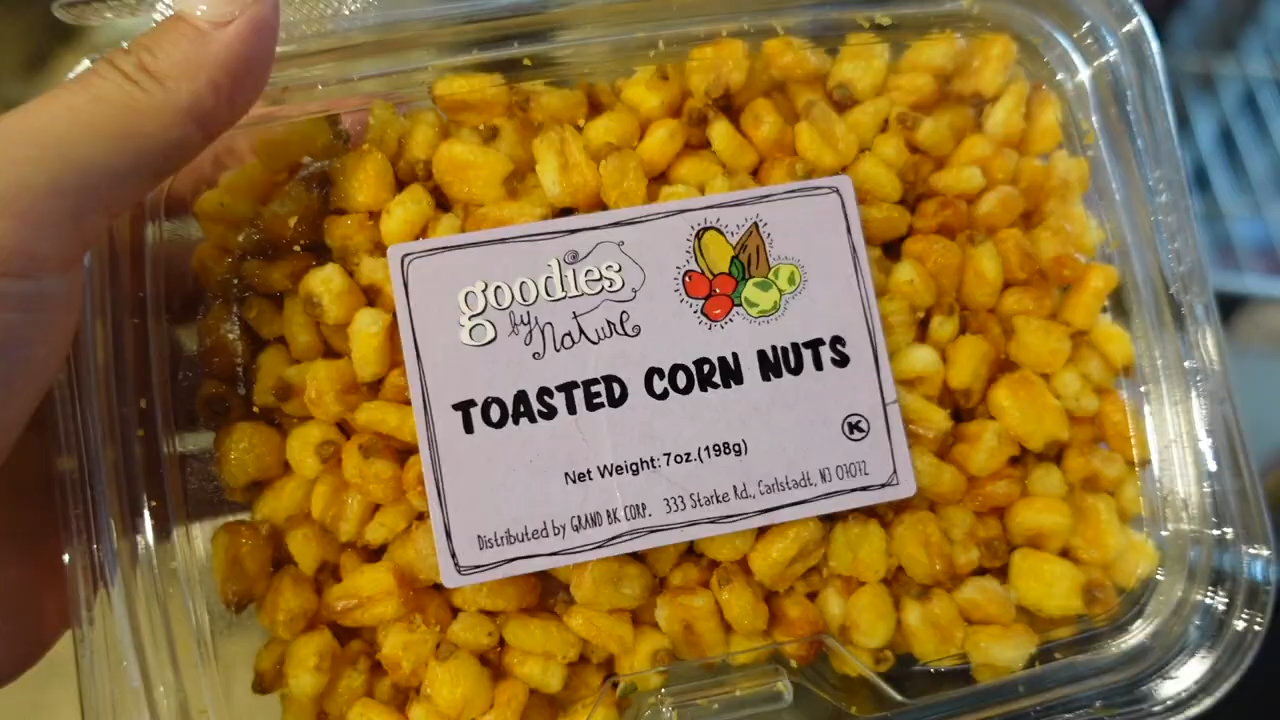 goodies
by Nature
TOASTED CORN NUTS
K
Net Weight:7oz.(198g)
Distributed by GRAND BK CORP. 333 Starke Rd., Carlstadt, NJ 07072